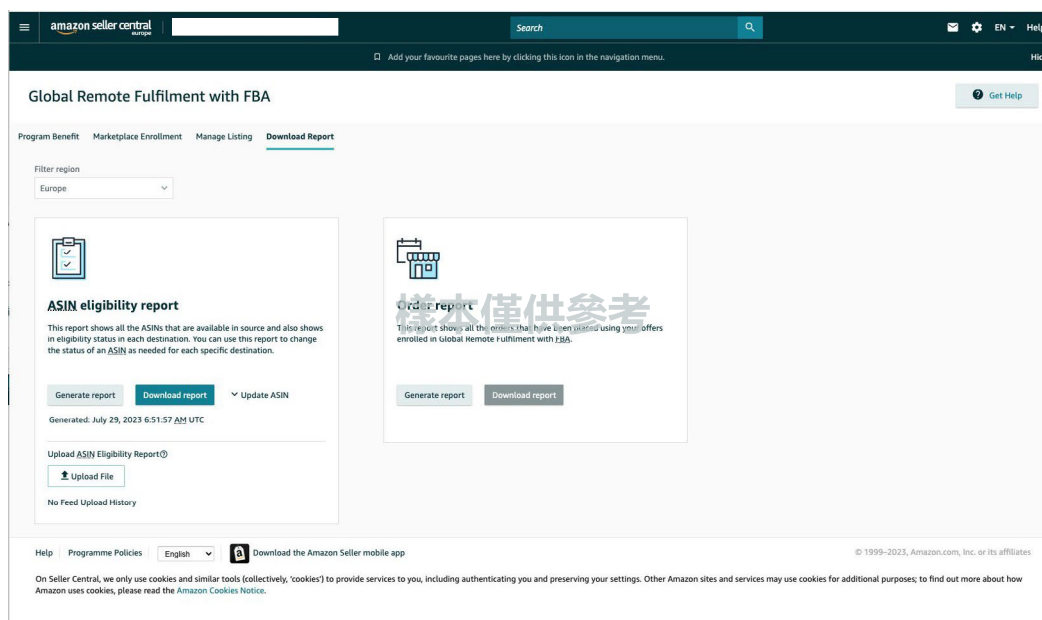 amazon seller central
europe
Search
EN
Help
Add your favourite pages here by clicking this icon in the navigation menu.
Global Remote Fulfilment with FBA
Get Help
Program Benefit Marketplace Enrollment Manage Listing Download Report
Filter region
Europe
ASIN eligibility report
This report shows all the ASINs that are available in source and also shows
in eligibility status in each destination. You can use this report to change
the status of an ASIN as needed for each specific destination.
Generate report Download report Update ASIN
Generated: July 29, 2023 6:51:57 AM UTC
Upload ASIN Eligibility Report
Upload File
No Feed Upload History
Order report
This report shows all the orders that have been placed using your offers
enrolled in Global Remote Fulfilment with FBA.
Generate report Download report
樣本僅供參考
Help Programme Policies English Download the Amazon Seller mobile app
© 1999–2023, Amazon.com, Inc. or its affiliates
On Seller Central, we only use cookies and similar tools (collectively, 'cookies') to provide services to you, including authenticating you and preserving your settings. Other Amazon sites and services may use cookies for additional purposes; to find out more about how
Amazon uses cookies, please read the Amazon Cookies Notice.